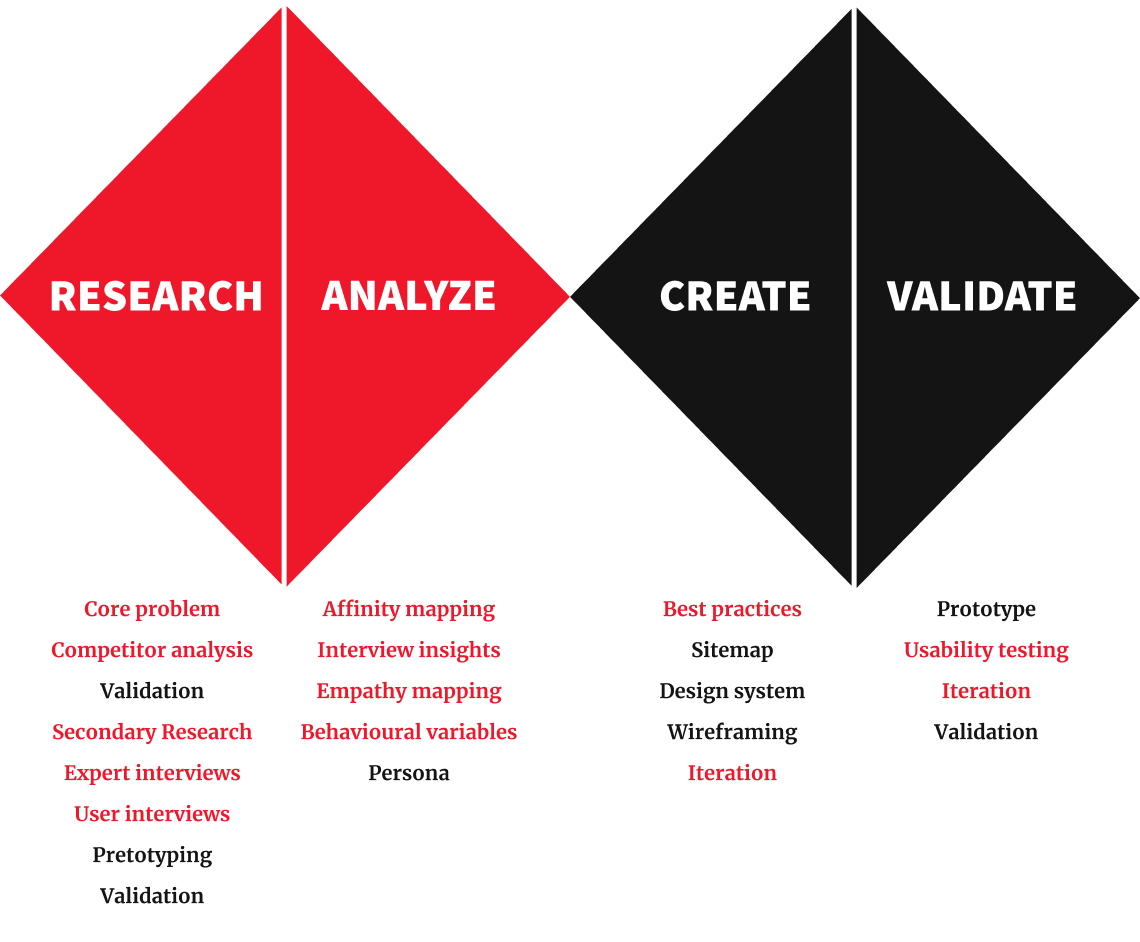 RESEARCH
ANALYZE
CREATE
VALIDATE
Core problem
Competitor analysis
Validation
Secondary Research
Expert interviews
User interviews
Pretotyping
Validation
Affinity mapping
Interview insights
Empathy mapping
Behavioural variables
Persona
Best practices
Sitemap
Design system
Wireframing
Iteration
Prototype
Usability testing
Iteration
Validation